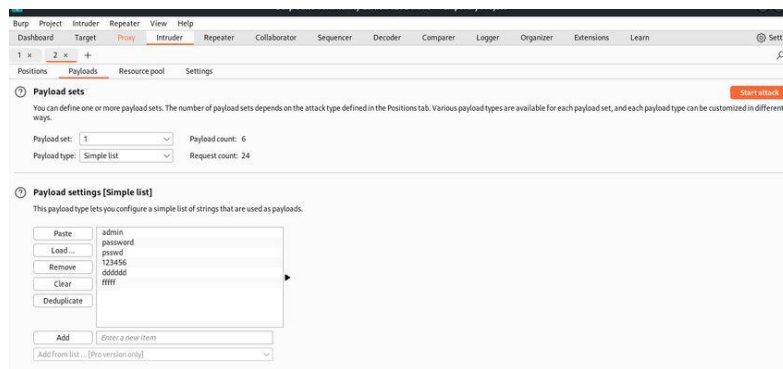 Burp Project Intruder Repeater View Help
Dashboard Target Proxy Intruder Repeater Collaborator Sequencer Decoder Comparer Logger Organizer Extensions Learn Sett
1 × 2 × +
Positions Payloads Resource pool Settings
Payload sets
Start attack
You can define one or more payload sets. The number of payload sets depends on the attack type defined in the Positions tab. Various payload types are available for each payload set, and each payload type can be customized in different
ways.
Payload set: 1 Payload count: 6
Payload type: Simple list Request count: 24
Payload settings [Simple list]
This payload type lets you configure a simple list of strings that are used as payloads.
Paste
Load...
Remove
Clear
Deduplicate
admin
password
psswd
123456
dddddd
fffff
Add Enter a new item
Add from list ... [Pro version only]